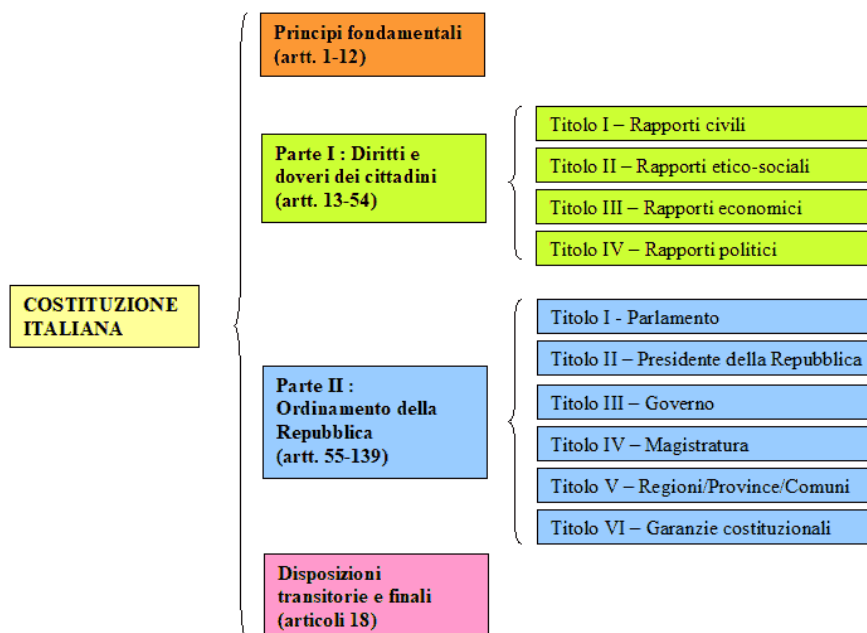 COSTITUZIONE
ITALIANA
Principi fondamentali
(artt. 1-12)
Parte I : Diritti e
doveri dei cittadini
(artt. 13-54)
Titolo I – Rapporti civili
Titolo II – Rapporti etico-sociali
Titolo III – Rapporti economici
Titolo IV – Rapporti politici
Parte II :
Ordinamento della
Repubblica
(artt. 55-139)
Titolo I - Parlamento
Titolo II – Presidente della Repubblica
Titolo III – Governo
Titolo IV – Magistratura
Titolo V – Regioni/Province/Comuni
Titolo VI – Garanzie costituzionali
Disposizioni
transitorie e finali
(articoli 18)